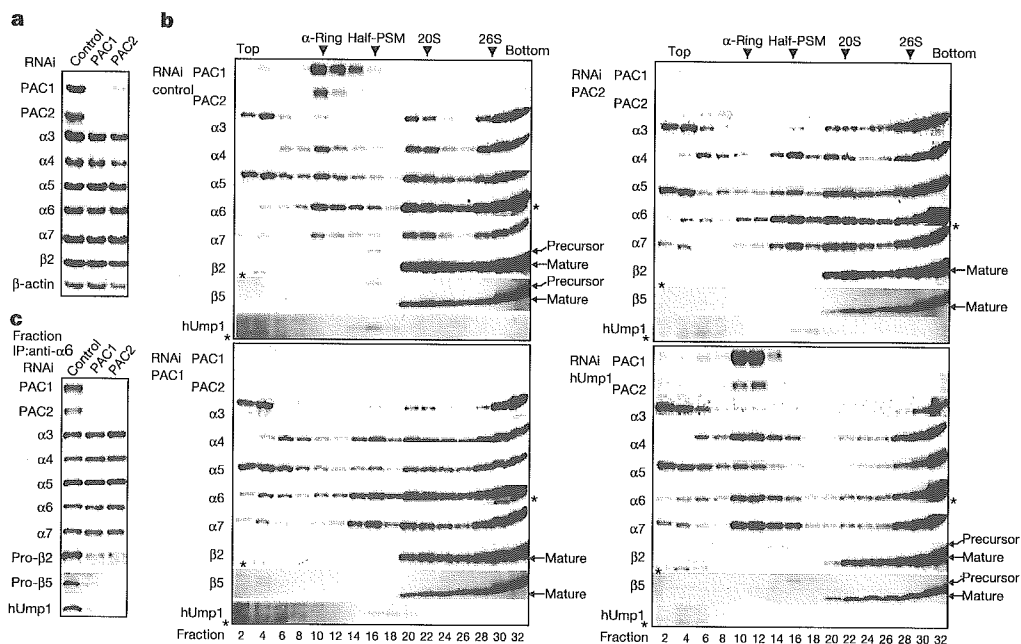 a
RNAi
Control
PAC1
PAC2
PAC1
PAC2
α3
α4
α5
α6
α7
β2
β-actin
c
Fraction
IP:anti-α6
RNAi
Control
PAC1
PAC2
PAC1
PAC2
α3
α4
α5
α6
α7
Pro-β2
Pro-β5
hUmp1
b
Top
α-Ring
Half-PSM
20S
26S
Bottom
RNAi PAC1
control
PAC2
α3
α4
α5
α6
*
α7
Precursor
β2
Mature
*
Precursor
β5
Mature
hUmp1
*
RNAi PAC1
PAC1
PAC2
α3
α4
α5
α6
*
α7
β2
Mature
*
β5
Mature
hUmp1
*
Fraction 2 4 6 8 10 12 14 16 18 20 22 24 26 28 30 32
Top
α-Ring Half-PSM
20S
26S
Bottom
RNAi PAC1
PAC2
PAC2
α3
α4
α5
α6
*
α7
β2
Mature
*
β5
Mature
hUmp1
*
RNAi PAC1
hUmp1
PAC2
α3
α4
α5
α6
*
α7
Precursor
β2
Mature
*
Precursor
β5
Mature
hUmp1
*
2 4 6 8 10 12 14 16 18 20 22 24 26 28 30 32